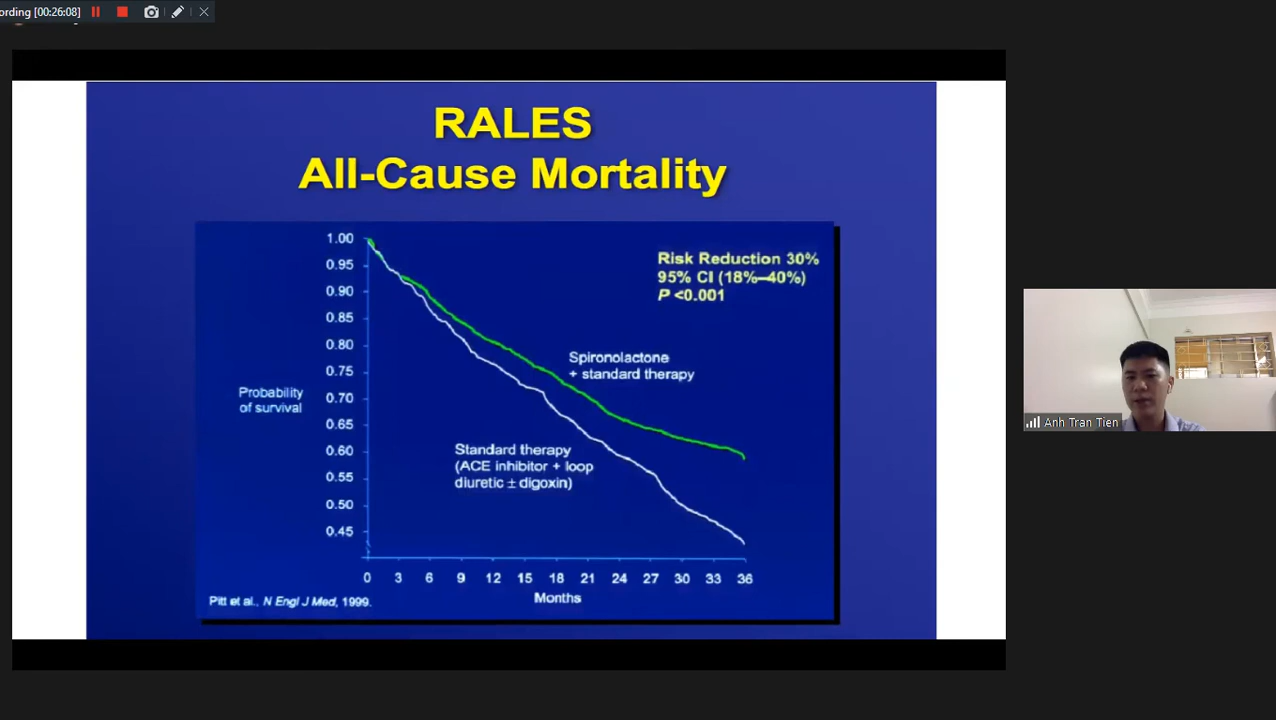 ording [00:26:08]
RALES
All-Cause Mortality
1.00
0.95
0.90
0.85
0.80
0.75
0.70
0.65
0.60
0.55
0.50
0.45
Probability
of survival
Risk Reduction 30%
95% CI (18%–40%)
P <0.001
Spironolactone
+ standard therapy
Standard therapy
(ACE inhibitor + loop
diuretic ± digoxin)
0 3 6 9 12 15 18 21 24 27 30 33 36
Months
Pitt et al., N Engl J Med, 1999.
Anh Tran Tien